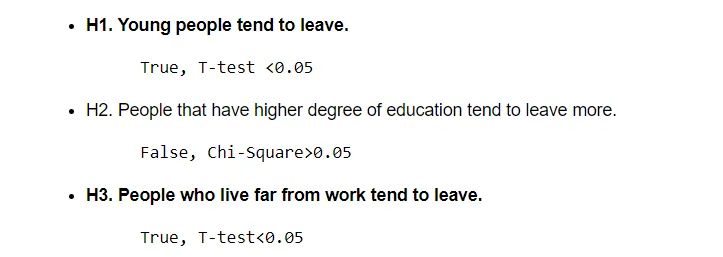 H1. Young people tend to leave.
True, T-test <0.05
H2. People that have higher degree of education tend to leave more.
False, Chi-Square>0.05
H3. People who live far from work tend to leave.
True, T-test<0.05